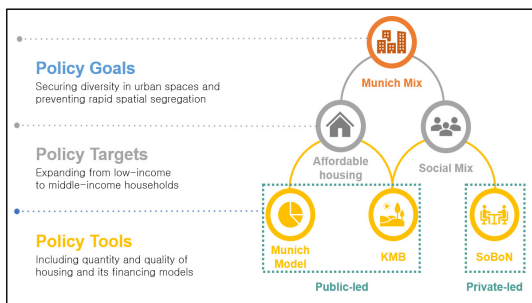 Munich Mix
Policy Goals
Securing diversity in urban spaces and
preventing rapid spatial segregation
Affordable
housing
Social Mix
Policy Targets
Expanding from low-income
to middle-income households
Policy Tools
Including quantity and quality of
housing and its financing models
Munich
Model
KMB
SoBoN
Public-led
Private-led